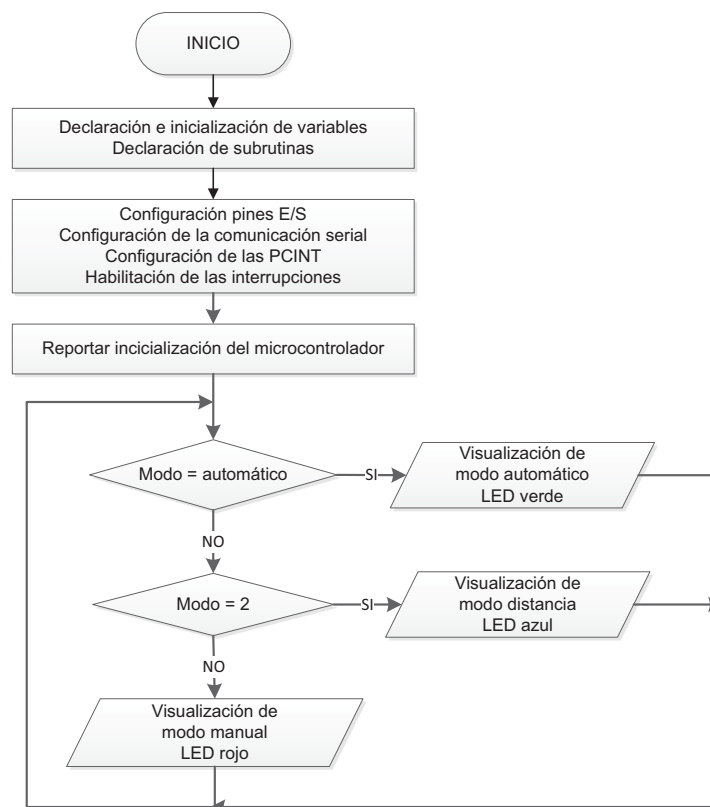 INICIO
Declaración e inicialización de variables
Declaración de subrutinas
Configuración pines E/S
Configuración de la comunicación serial
Configuración de las PCINT
Habilitación de las interrupciones
Reportar incicialización del microcontrolador
Modo = automático
SI
Visualización de
modo automático
LED verde
NO
Modo = 2
SI
Visualización de
modo distancia
LED azul
NO
Visualización de
modo manual
LED rojo